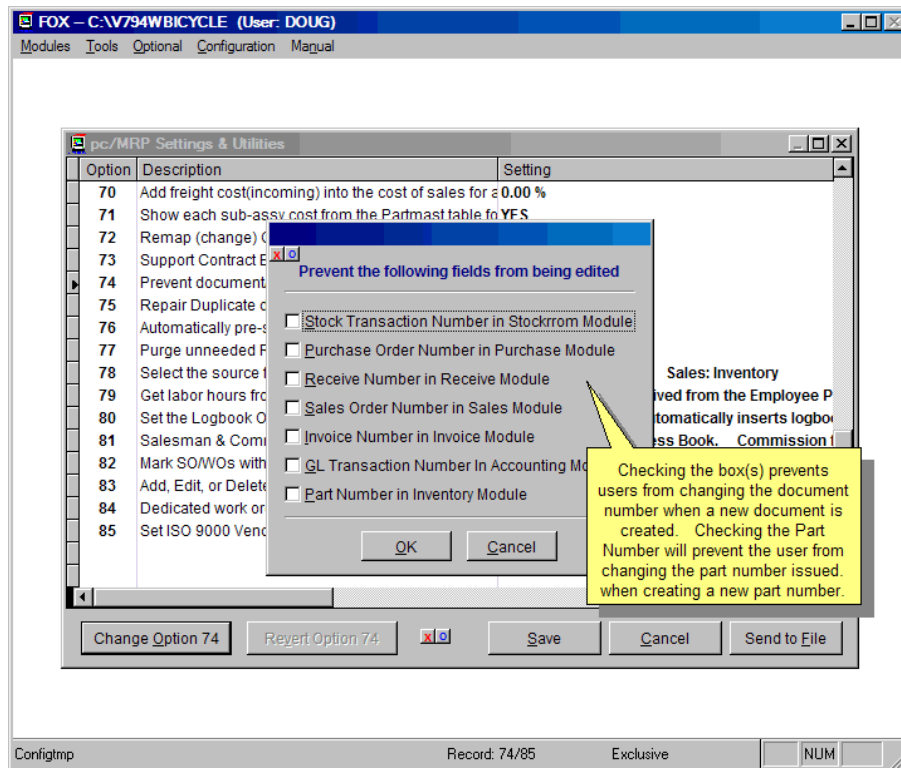 FOX – C:\V794WBICYCLE (User: DOUG)
Modules Tools Optional Configuration Manual
pc/MRP Settings & Utilities
Option Description Setting
70 Add freight cost(incoming) into the cost of sales for a 0.00 %
71 Show each sub-assy cost from the Partmast table fo YES
72 Remap (change)
73 Support Contract E
74 Prevent document
75 Repair Duplicate
76 Automatically pre-s
77 Purge unneeded F
78 Select the source Sales: Inventory
79 Get labor hours fro ived from the Employee P
80 Set the Logbook O tomatically inserts logbo
81 Salesman & Com ess Book. Commission
82 Mark SO/WOs with
83 Add, Edit, or Delete
84 Dedicated work or
85 Set ISO 9000 Vend
X O
Prevent the following fields from being edited
Stock Transaction Number in Stockrrom Module
Purchase Order Number in Purchase Module
Receive Number in Receive Module
Sales Order Number in Sales Module
Invoice Number in Invoice Module
GL Transaction Number In Accounting Mo
Part Number in Inventory Module
OK Cancel
Checking the box(s) prevents
users from changing the document
number when a new document is
created. Checking the Part
Number will prevent the user from
changing the part number issued.
when creating a new part number.
Change Option 74 Revert Option 74 X O Save Cancel Send to File
Configtmp Record: 74/85 Exclusive NUM